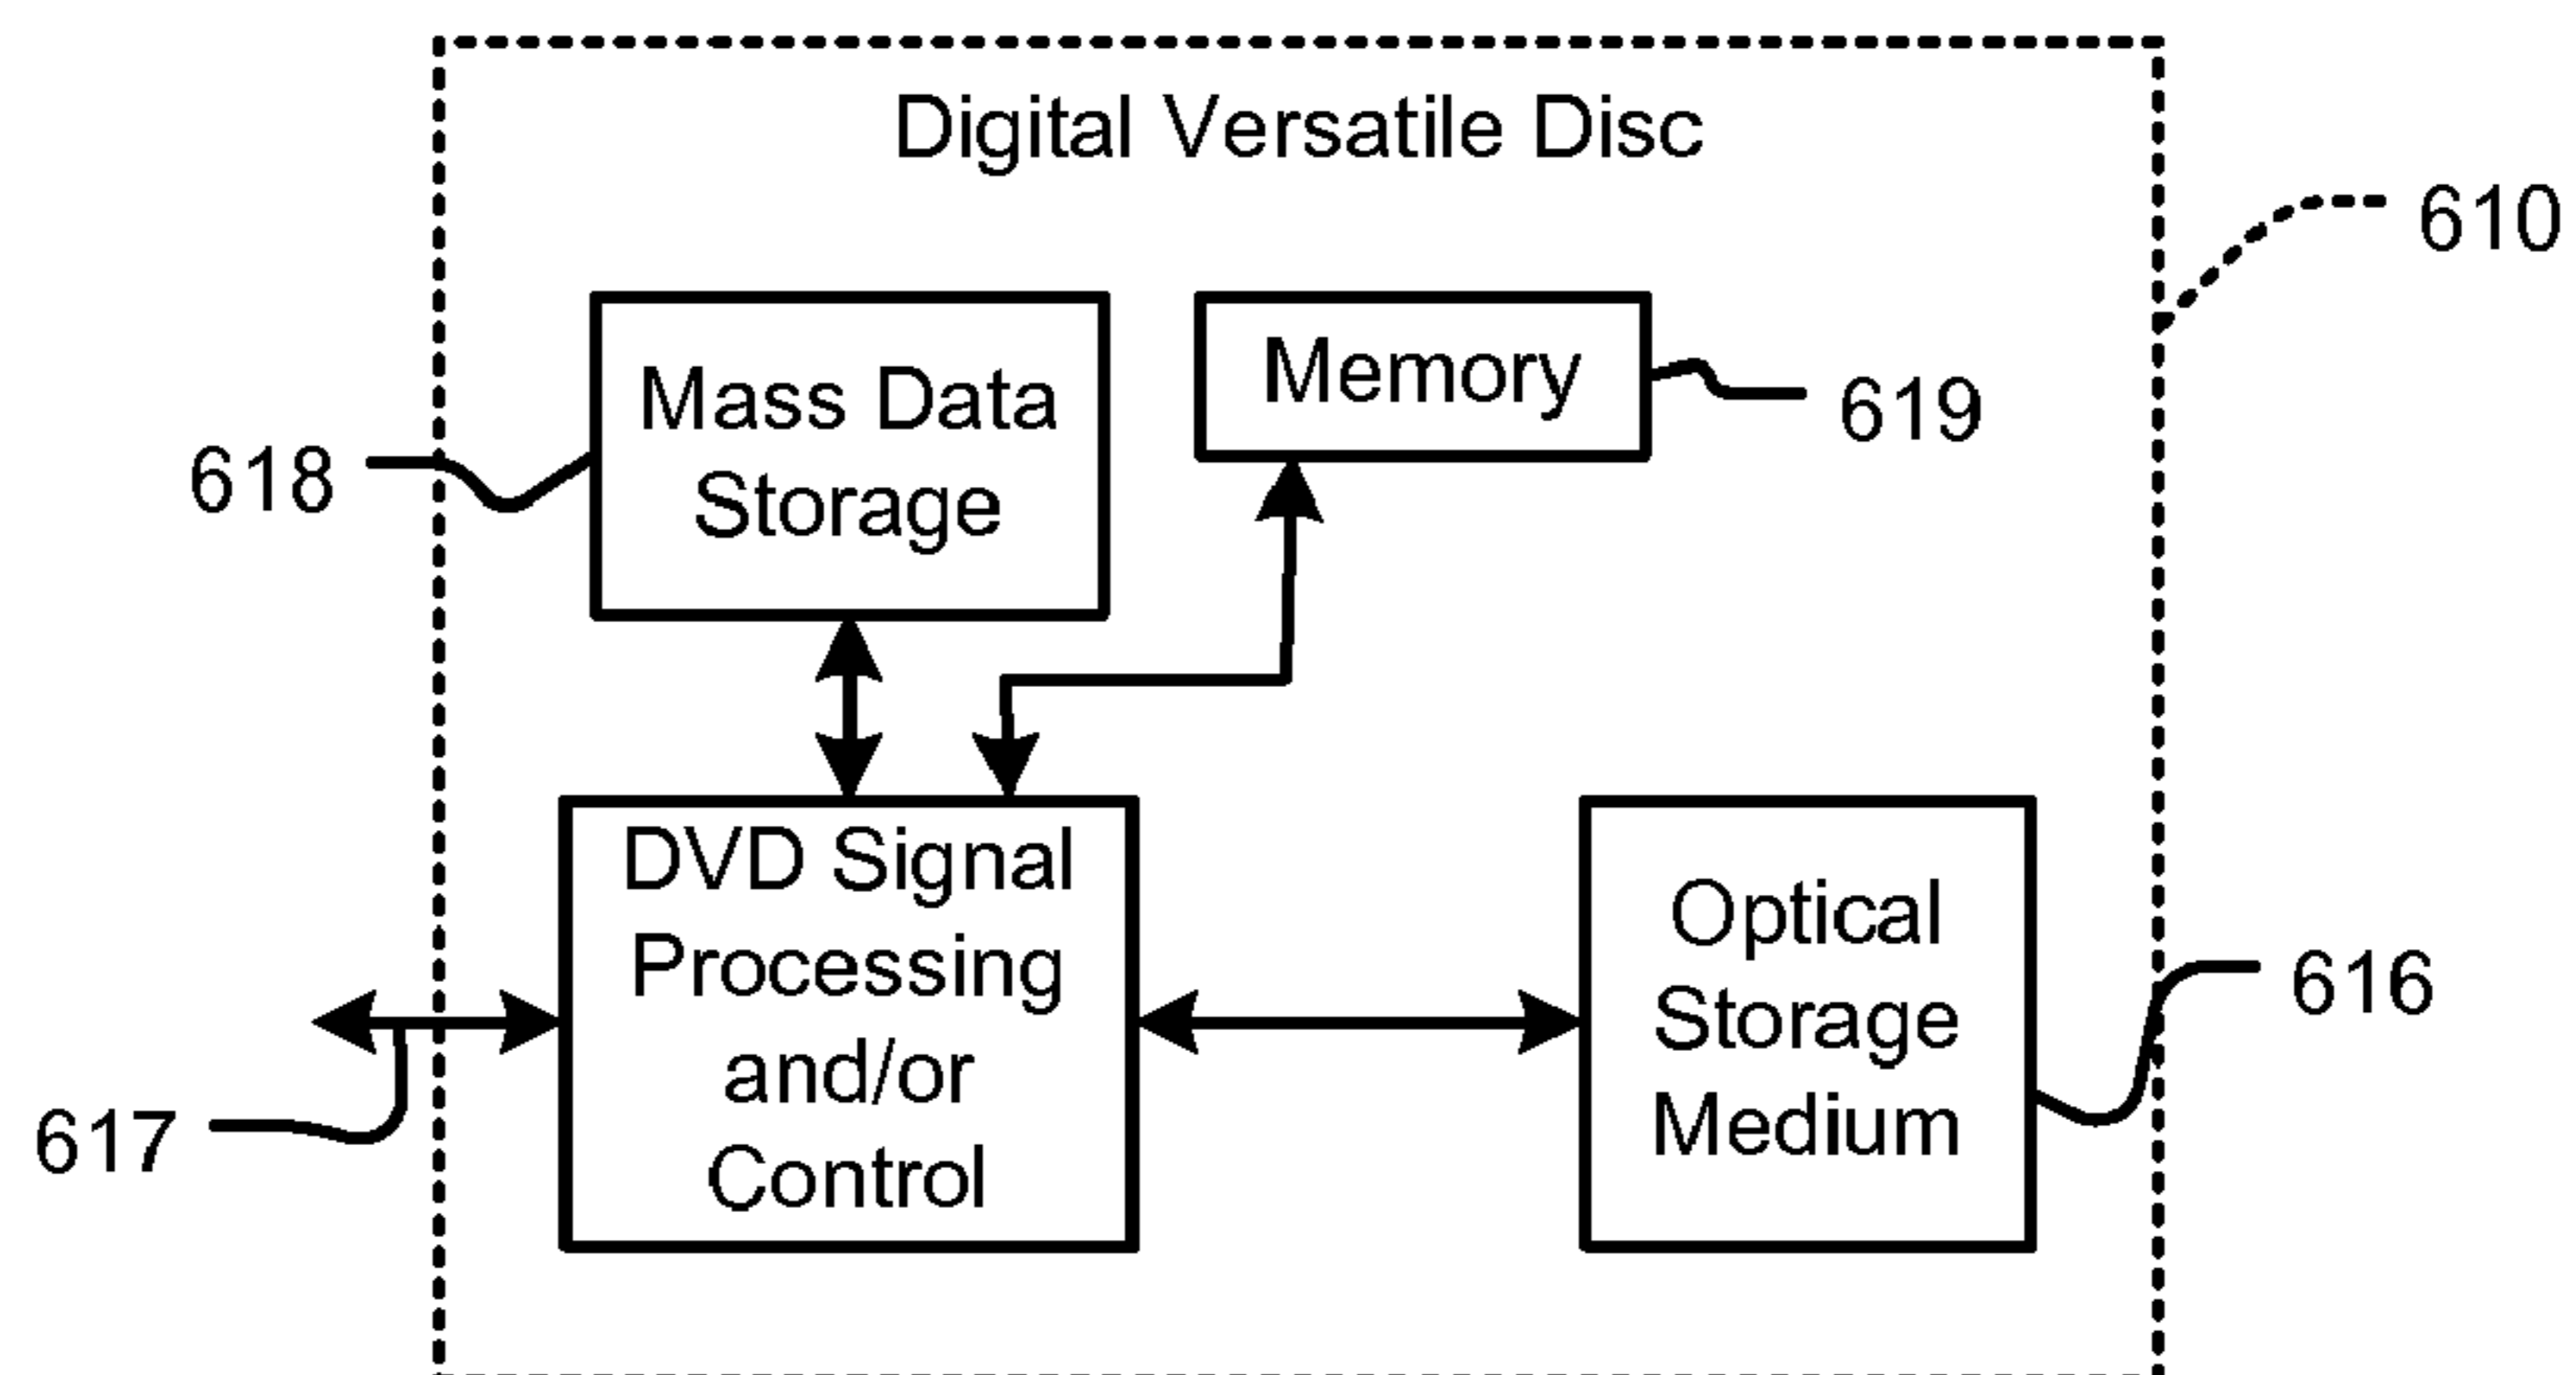 Digital Versatile Disc
610
Mass Data
Storage
618
Memory
619
DVD Signal
Processing
and/or
Control
617
Optical
Storage
Medium
616